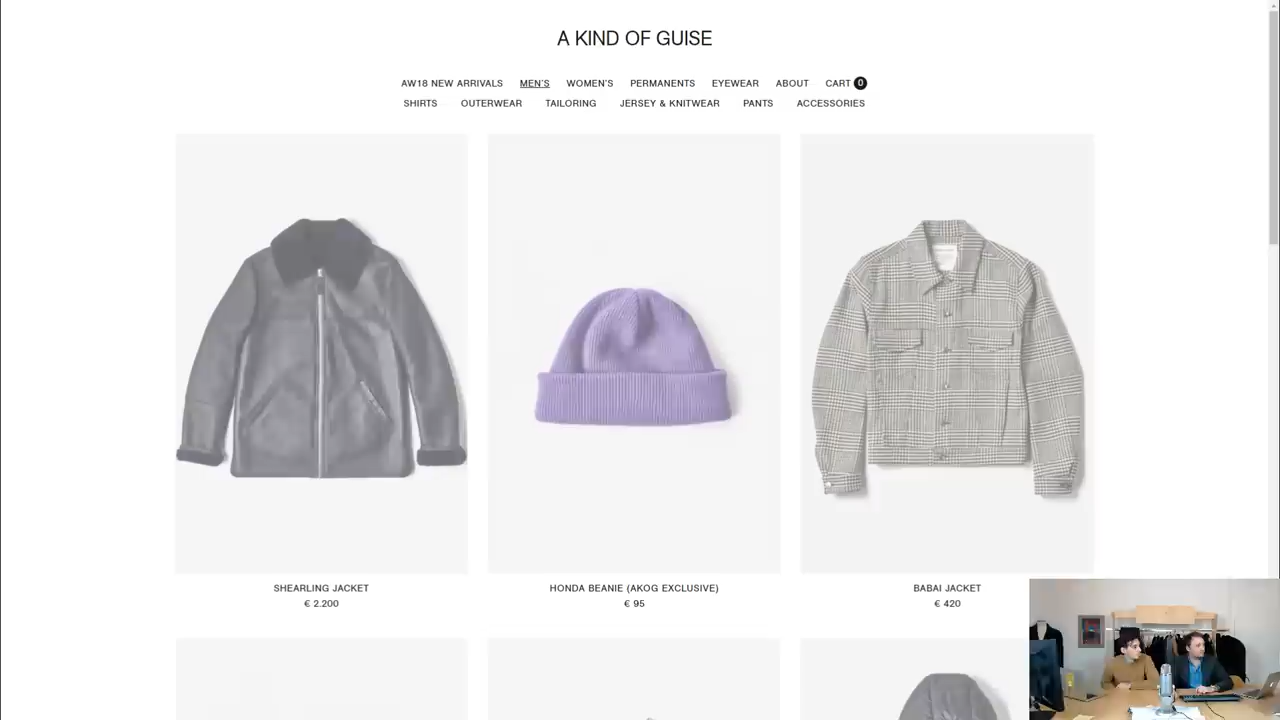 A KIND OF GUISE
AW18 NEW ARRIVALS MEN'S WOMEN'S PERMANENTS EYEWEAR ABOUT CART 0
SHIRTS OUTERWEAR TAILORING JERSEY & KNITWEAR PANTS ACCESSORIES
SHEARLING JACKET
€ 2.200
HONDA BEANIE (AKOG EXCLUSIVE)
€ 95
BABAI JACKET
€ 420